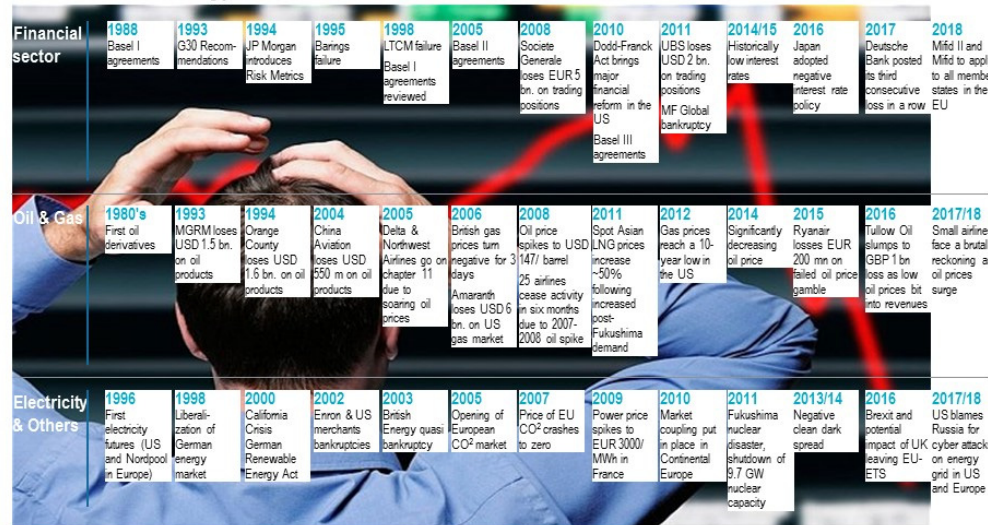 Financial
sector
1988
Basel I
agreements
1993
G30 Recom-
mendations
1994
JP Morgan
introduces
Risk Metrics
1995
Barings
failure
1998
LTCM failure
Basel I
agreements
reviewed
2005
Basel II
agreements
2008
Societe
Generale
loses EUR 5
bn. on trading
positions
2010
Dodd-Franck
Act brings
major
financial
reform in the
US
Basel III
agreements
2011
UBS loses
USD 2 bn.
on trading
positions
MF Global
bankruptcy
2014/15
Historically
low interest
rates
2016
Japan
adopted
negative
interest rate
policy
2017
Deutsche
Bank posted
its third
consecutive
loss in a row
2018
Mifid II and
Mifid to appl
to all membe
states in the
EU
Oil & Gas
1980's
First oil
derivatives
1993
MGRM loses
USD 1.5 bn.
on oil
products
1994
Orange
County
loses USD
1.6 bn. on oil
products
2004
China
Aviation
loses USD
550 m on oil
products
2005
Delta &
Northwest
Airlines go on
chapter 11
due to
soaring oil
prices
2006
British gas
prices turn
negative for 3
days
Amaranth
loses USD 6
bn. on US
gas market
2008
Oil price
spikes to USD
147/ barrel
25 airlines
cease activity
in six months
due to 2007-
2008 oil spike
2011
Spot Asian
LNG prices
increase
~50%
following
increased
post-
Fukushima
demand
2012
Gas prices
reach a 10-
year low in
the US
2014
Significantly
decreasing
oil price
2015
Ryanair
losses EUR
200 mn on
failed oil price
gamble
2016
Tullow Oil
slumps to
GBP 1 bn
loss as low
oil prices bit
into revenues
2017/18
Small airline
face a brutal
reckoning a
oil prices
surge
Electricity
& Others
1996
First
electricity
futures (US
and Nordpool
in Europe)
1998
Liberali-
zation of
German
energy
market
2000
California
Crisis
German
Renewable
Energy Act
2002
Enron & US
merchants
bankruptcies
2003
British
Energy quasi
bankruptcy
2005
Opening of
European
CO² market
2007
Price of EU
CO² crashes
to zero
2009
Power price
spikes to
EUR 3000/
MWh in
France
2010
Market
coupling put
in place in
Continental
Europe
2011
Fukushima
nuclear
disaster,
shutdown of
9.7 GW
nuclear
capacity
2013/14
Negative
clean dark
spread
2016
Brexit and
potential
impact of UK
leaving EU-
ETS
2017/18
US blames
Russia for
cyber attack
on energy
grid in US
and Europe